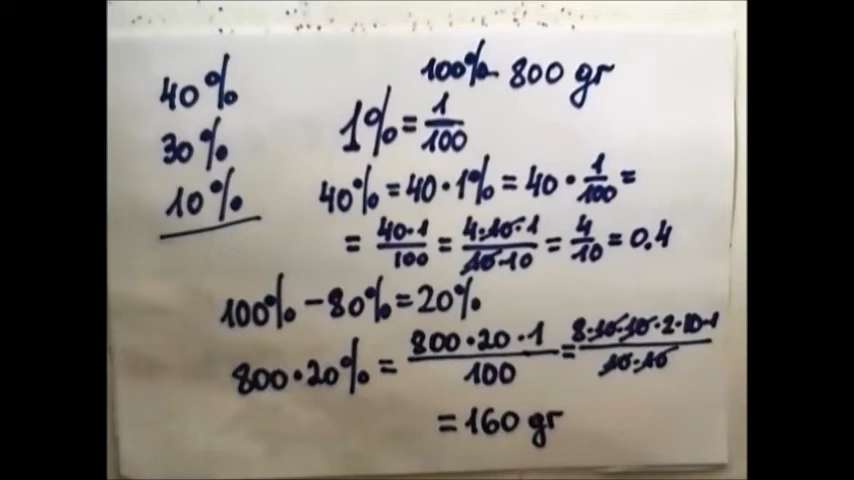 40%
30%
10%
100% - 800 gr
1% = 1/100
40% = 40 · 1% = 40 · 1/100 =
= 40·1/100 = 4·10·1/10·10 = 4/10 = 0.4
100% - 80% = 20%
800 · 20% = 800 · 20 · 1/100 = 8·10·10·2·10·1/10·10
= 160 gr